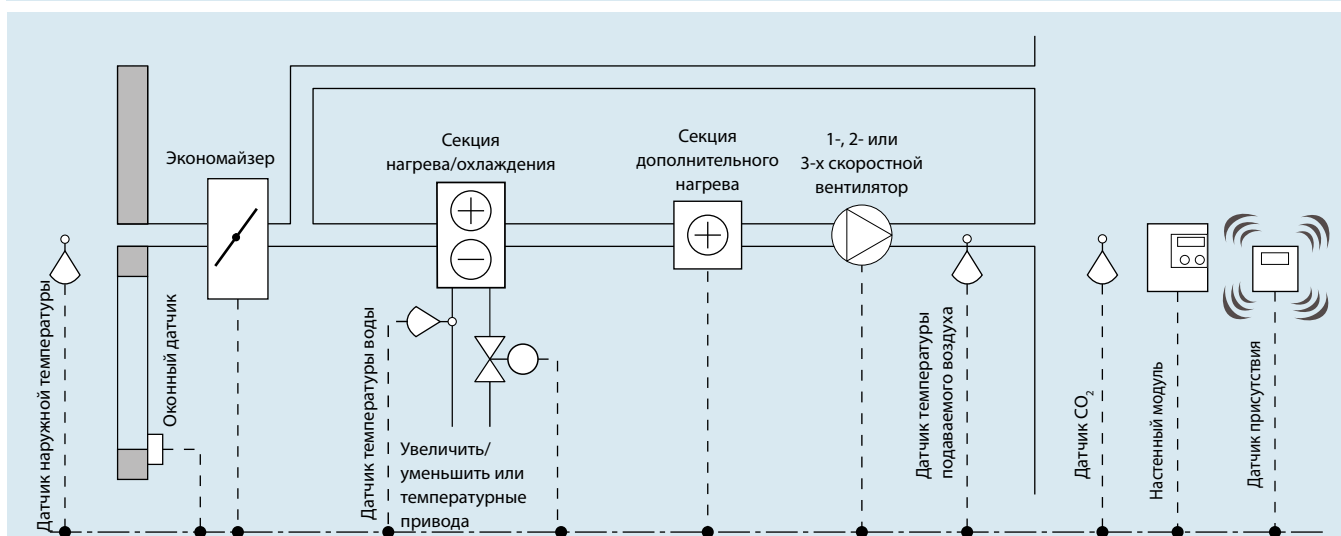 Экономайзер
Секция
нагрева/охлаждения
Секция
дополнительного
нагрева
1-, 2- или
3-х скоростной
вентилятор
Датчик наружной температуры
Оконный датчик
Датчик температуры воды
Увеличить/
уменьшить или
температурные
привода
Датчик температуры
подаваемого воздуха
Датчик CO₂
Настенный модуль
Датчик присутствия